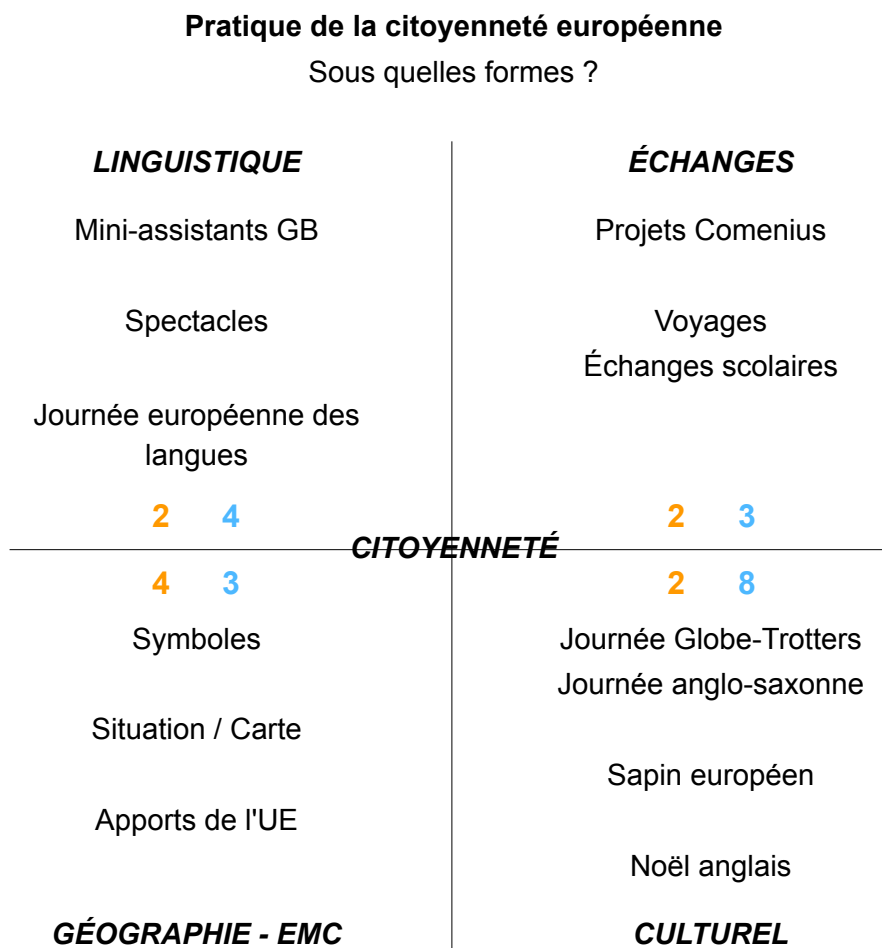 Pratique de la citoyenneté européenne
Sous quelles formes ?
LINGUISTIQUE
Mini-assistants GB
Spectacles
Journée européenne des
langues
2 4
ÉCHANGES
Projets Comenius
Voyages
Échanges scolaires
2 3
CITOYENNETÉ
4 3
Symboles
Situation / Carte
Apports de l'UE
GÉOGRAPHIE - EMC
2 8
Journée Globe-Trotters
Journée anglo-saxonne
Sapin européen
Noël anglais
CULTUREL